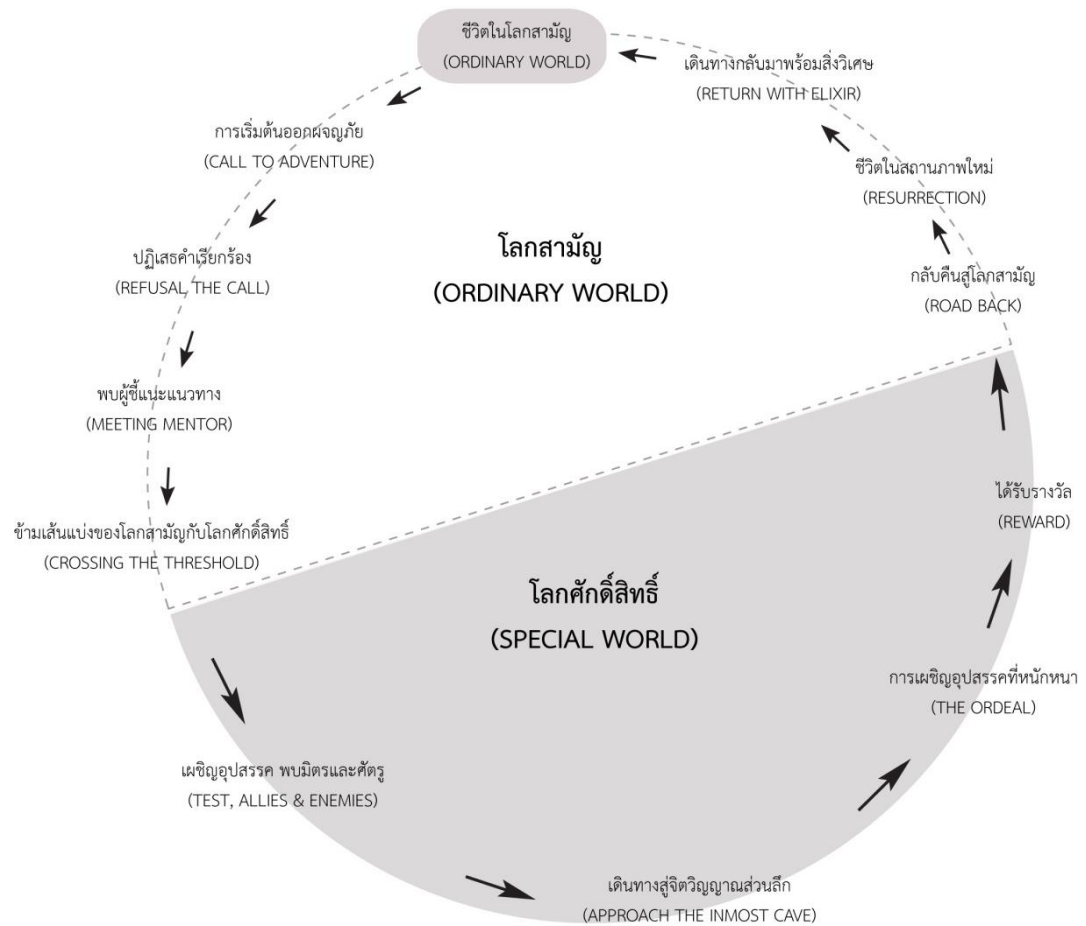 ชีวิตในโลกสามัญ
(ORDINARY WORLD)
การเริ่มต้นออกผจญภัย
(CALL TO ADVENTURE)
ปฏิเสธคำเรียกร้อง
(REFUSAL THE CALL)
พบผู้ชี้แนะแนวทาง
(MEETING MENTOR)
ข้ามเส้นแบ่งของโลกสามัญกับโลกศักดิ์สิทธิ์
(CROSSING THE THRESHOLD)
เผชิญอุปสรรค พบมิตรและศัตรู
(TEST, ALLIES & ENEMIES)
เดินทางสู่จิตวิญญาณส่วนลึก
(APPROACH THE INMOST CAVE)
การเผชิญอุปสรรคที่หนักหนา
(THE ORDEAL)
ได้รับรางวัล
(REWARD)
กลับคืนสู่โลกสามัญ
(ROAD BACK)
ชีวิตในสถานภาพใหม่
(RESURRECTION)
เดินทางกลับมาพร้อมสิ่งวิเศษ
(RETURN WITH ELIXIR)
โลกสามัญ
(ORDINARY WORLD)
โลกศักดิ์สิทธิ์
(SPECIAL WORLD)